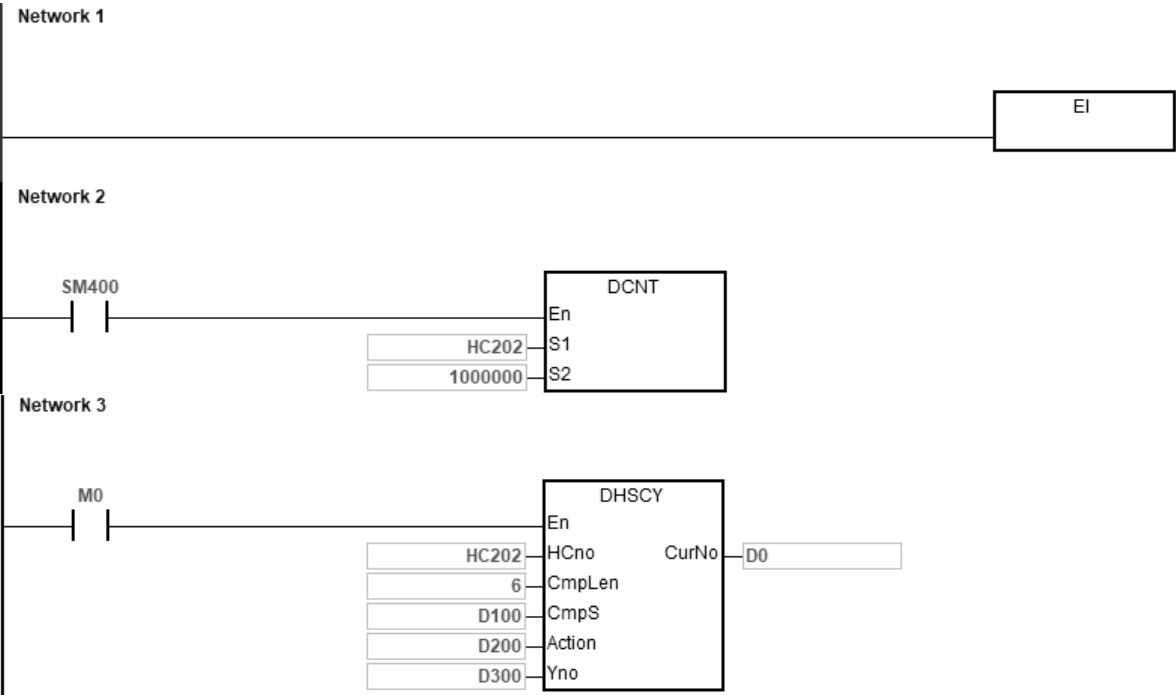 Network 1
EI
Network 2
SM400
DCNT
En
HC202 S1
1000000 S2
Network 3
M0
DHSCY
En
HC202 HCno CurNo D0
6 CmpLen
D100 CmpS
D200 Action
D300 Yno